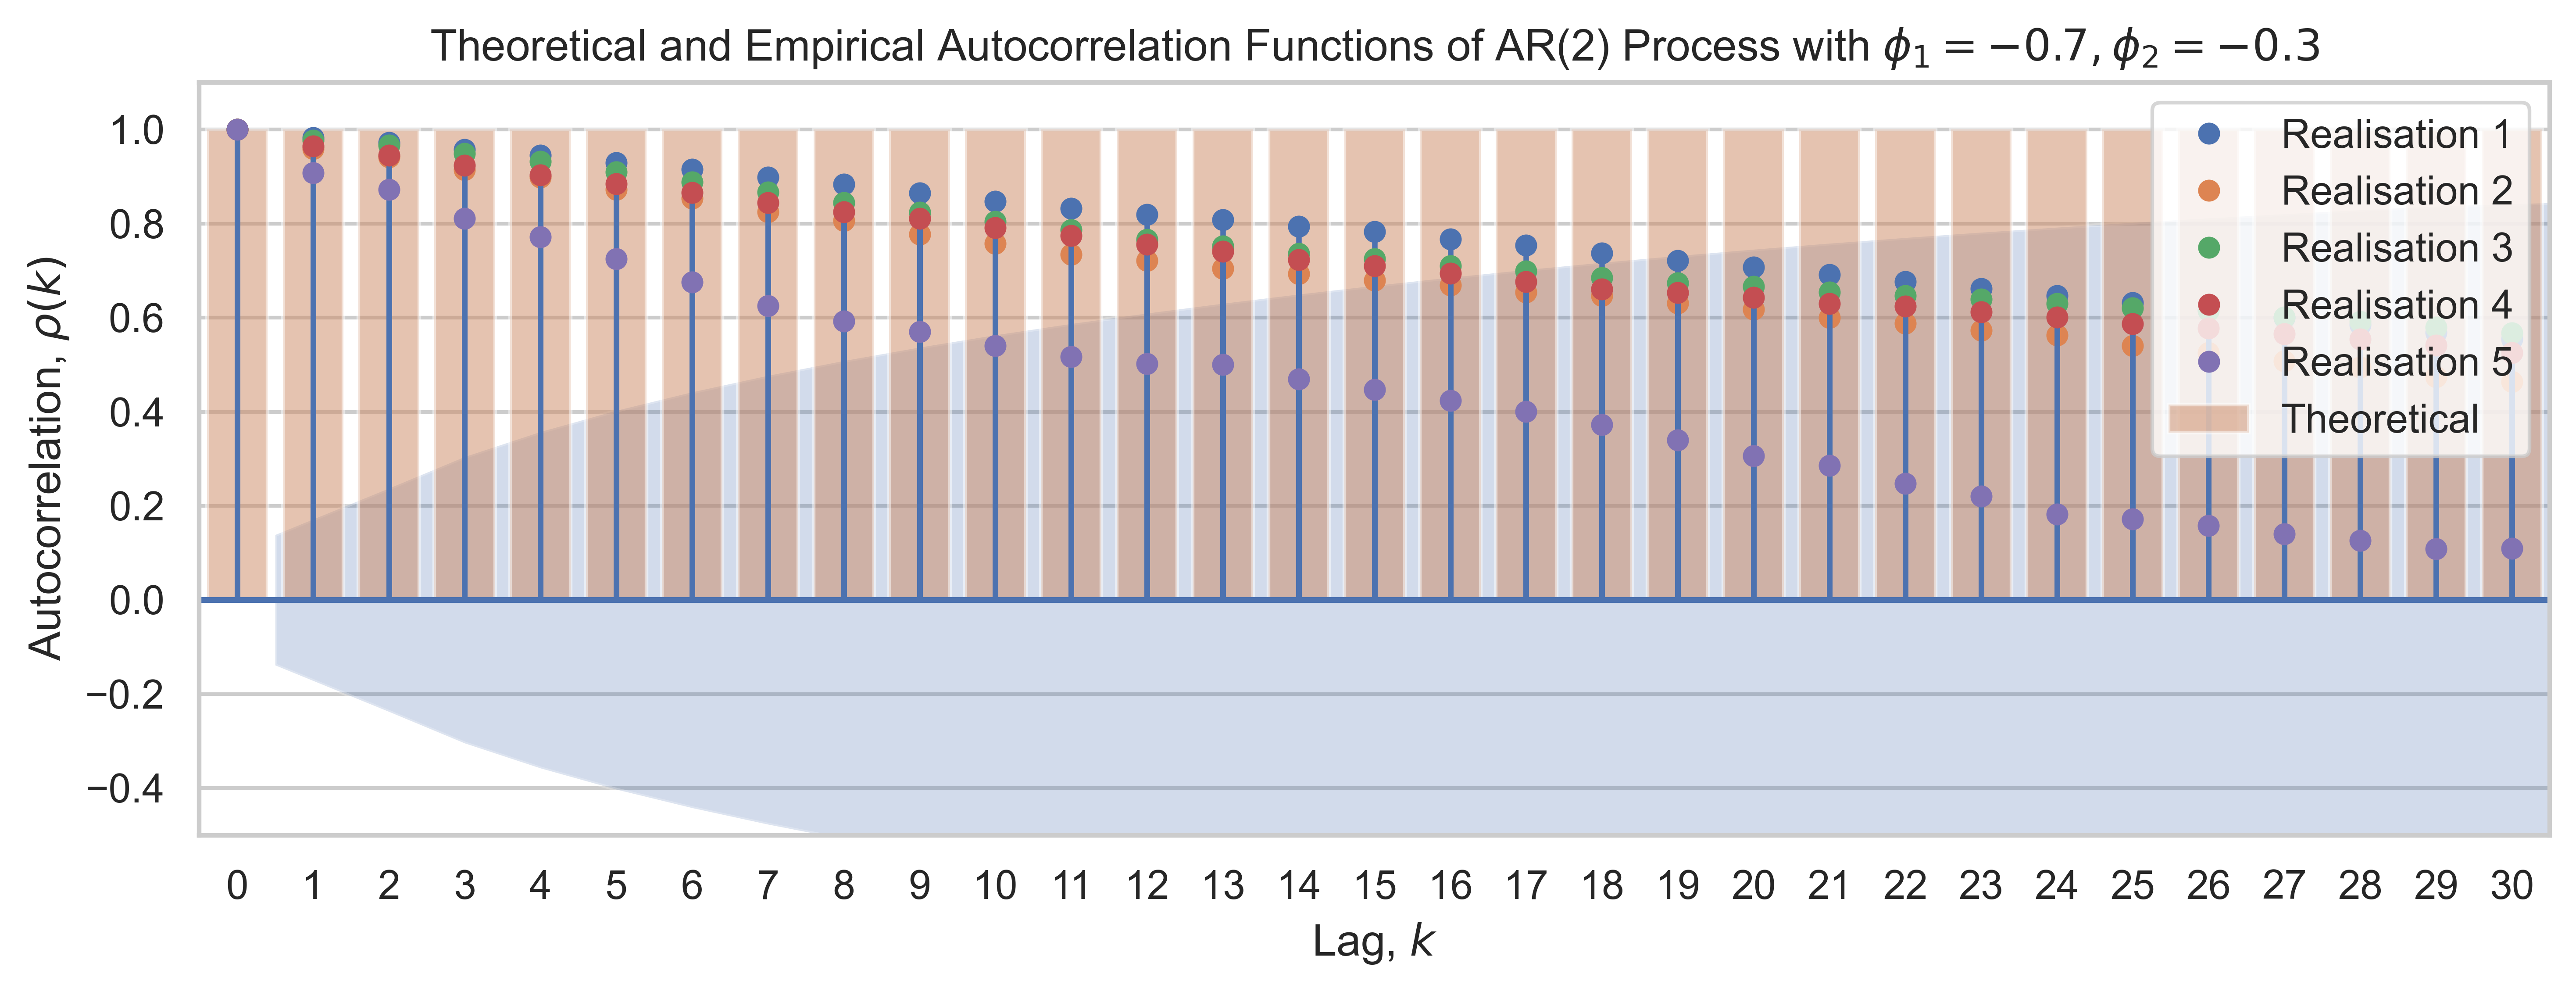 Theoretical and Empirical Autocorrelation Functions of AR(2) Process with ϕ₁ = −0.7, ϕ₂ = −0.3
Autocorrelation, ρ(k)
1.0
0.8
0.6
0.4
0.2
0.0
−0.2
−0.4
Realisation 1
Realisation 2
Realisation 3
Realisation 4
Realisation 5
Theoretical
0 1 2 3 4 5 6 7 8 9 10 11 12 13 14 15 16 17 18 19 20 21 22 23 24 25 26 27 28 29 30
Lag, k